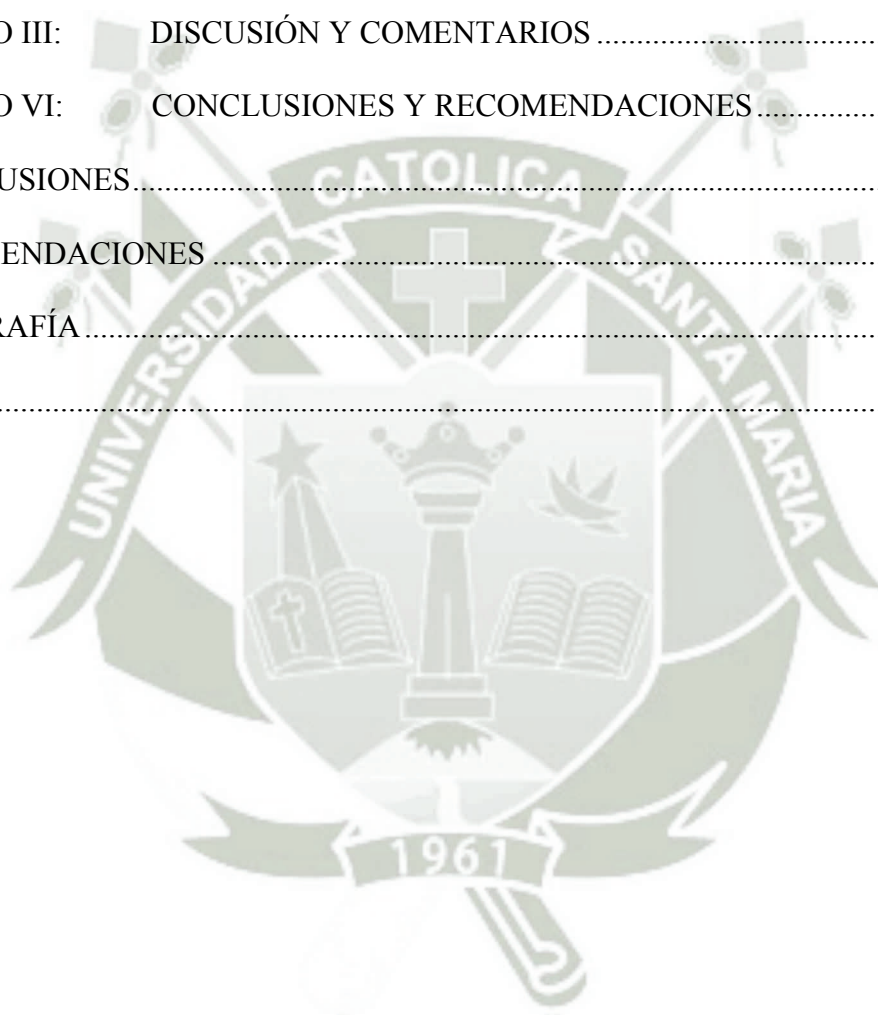 O III: DISCUSIÓN Y COMENTARIOS ................................
O VI: CONCLUSIONES Y RECOMENDACIONES ..............
USIONES ................................................................................
ENDACIONES ................................................................................
RAFÍA ................................................................................
................................................................................
UNIVERSIDAD CATOLICA SANTA MARIA
1961